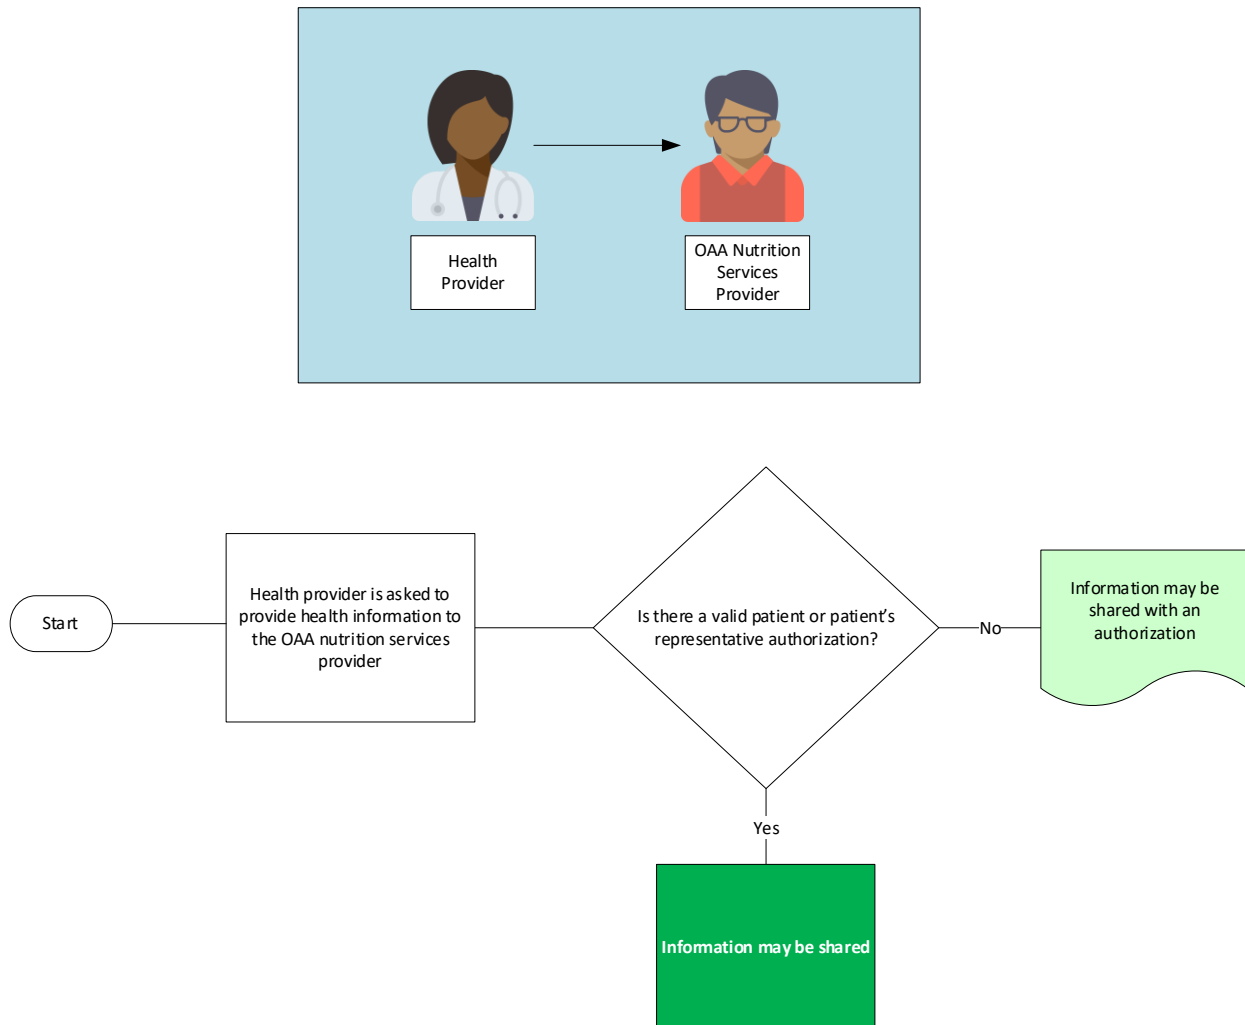 Health
Provider
OAA Nutrition
Services
Provider
Start
Health provider is asked to
provide health information to
the OAA nutrition services
provider
Is there a valid patient or patient’s
representative authorization?
No
Information may be
shared with an
authorization
Yes
Information may be shared